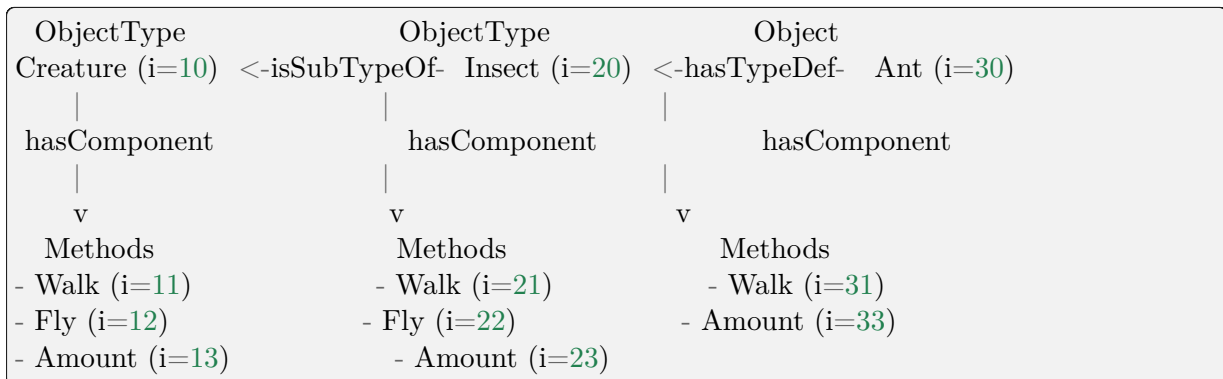 ObjectType ObjectType Object
Creature (i=10) <-isSubTypeOf- Insect (i=20) <-hasTypeDef- Ant (i=30)
| | |
hasComponent hasComponent hasComponent
| | |
v v v
Methods Methods Methods
- Walk (i=11) - Walk (i=21) - Walk (i=31)
- Fly (i=12) - Fly (i=22) - Amount (i=33)
- Amount (i=13) - Amount (i=23)